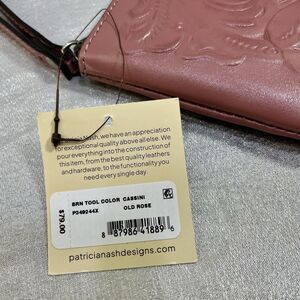 Nash, we have an appreciation
for exceptional quality above all else. We
pour everything into the construction of
this item, from the best quality leathers
and hardware, to the functionality you
need every single day.
BRN TOOL COLOR CASSINI
P349244X OLD ROSE
$79.00
8 87986 41889 6
patricianashdesigns.com